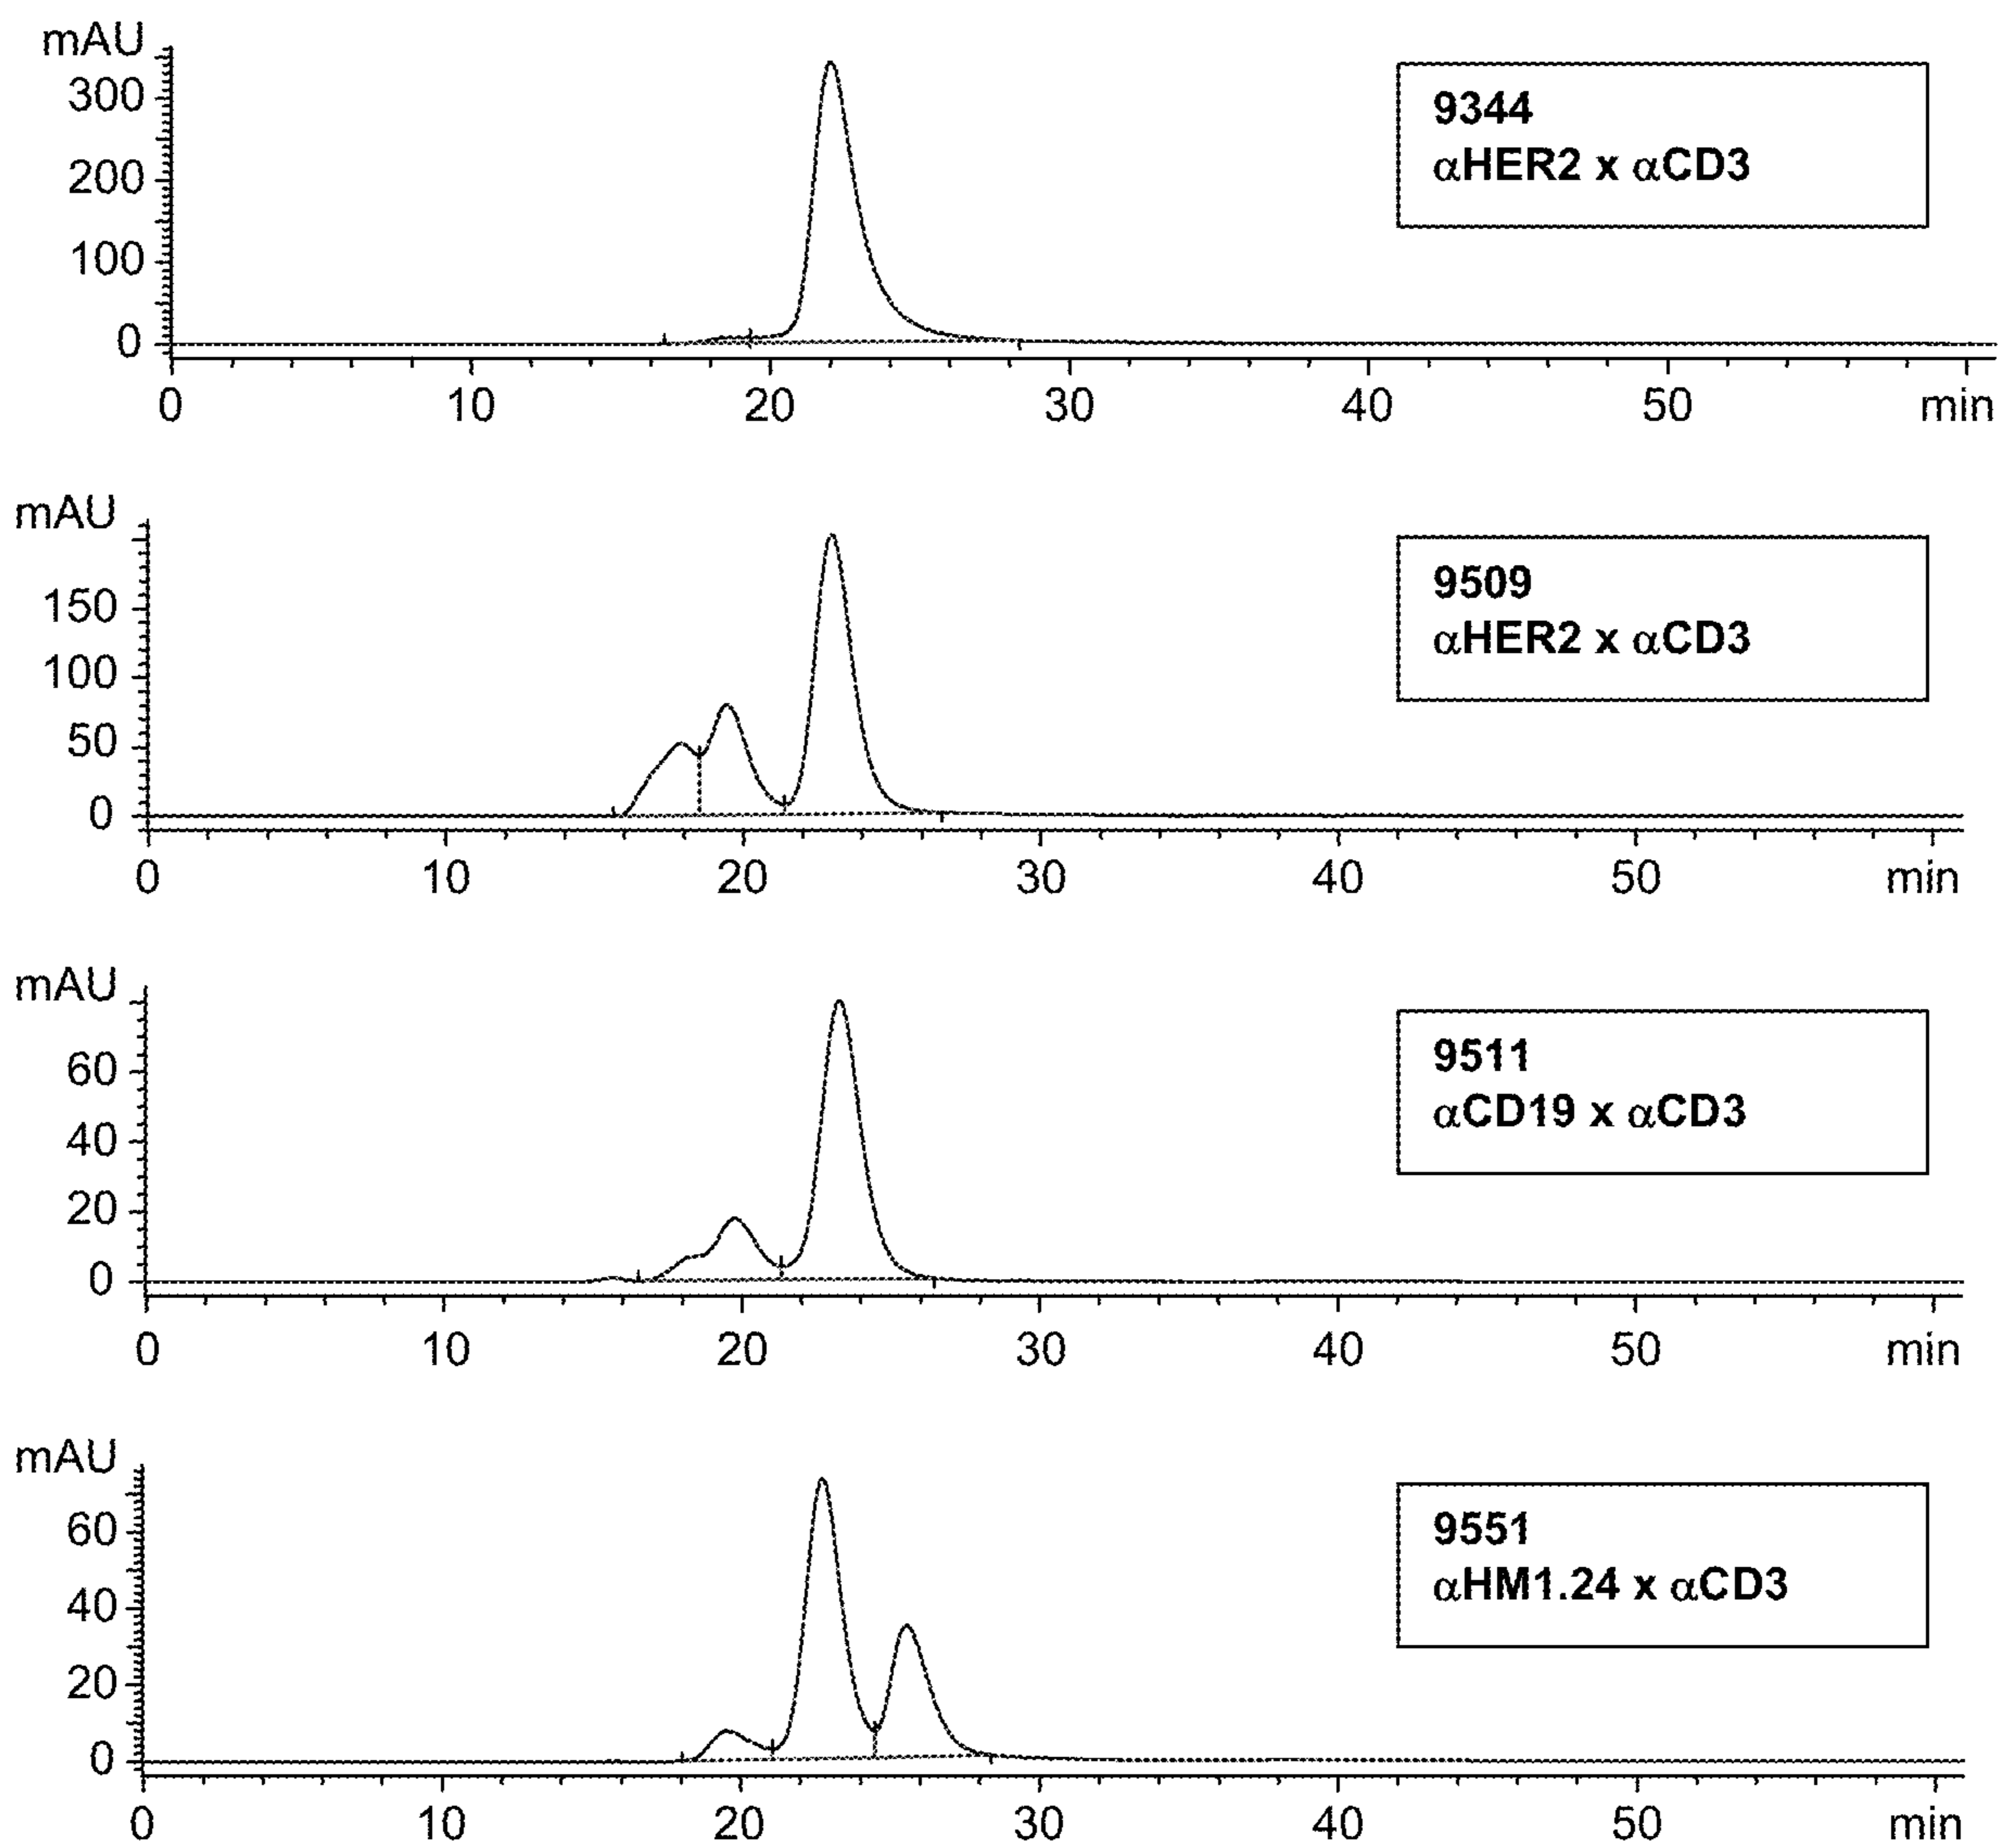 mAU
300
200
100
0
0 10 20 30 40 50 min
9344
αHER2 x αCD3
mAU
150
100
50
0
0 10 20 30 40 50 min
9509
αHER2 x αCD3
mAU
60
40
20
0
0 10 20 30 40 50 min
9511
αCD19 x αCD3
mAU
60
40
20
0
0 10 20 30 40 50 min
9551
αHM1.24 x αCD3